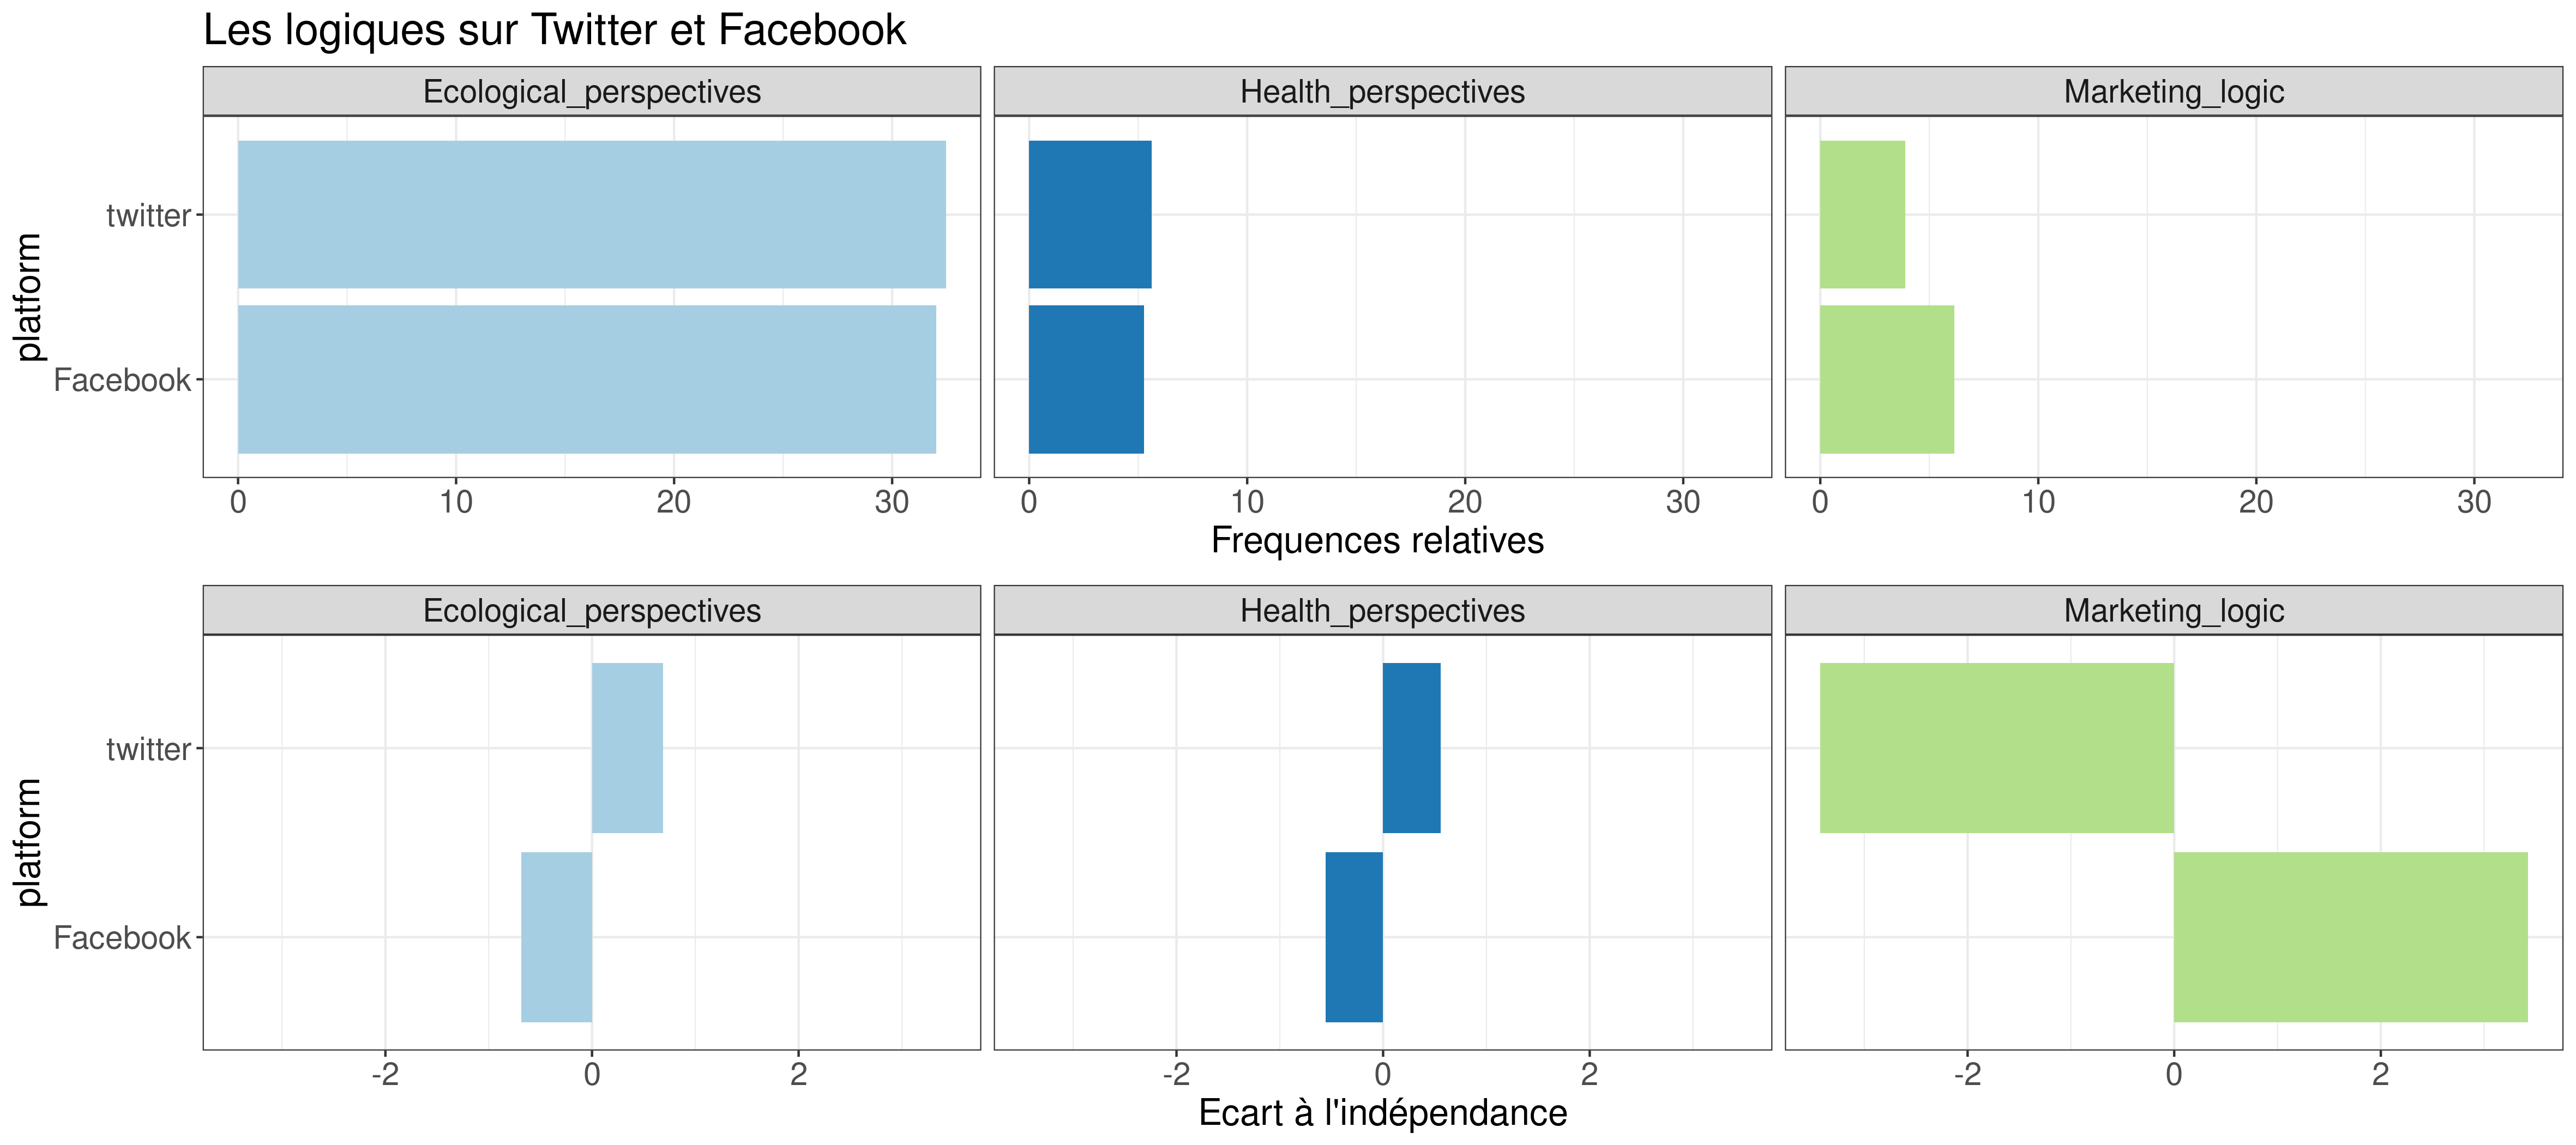 Les logiques sur Twitter et Facebook
Ecological_perspectives Health_perspectives Marketing_logic
platform
twitter
Facebook
0 10 20 30 0 10 20 30 0 10 20 30
Frequences relatives
Ecological_perspectives Health_perspectives Marketing_logic
platform
twitter
Facebook
-2 0 2 -2 0 2 -2 0 2
Ecart à l'indépendance